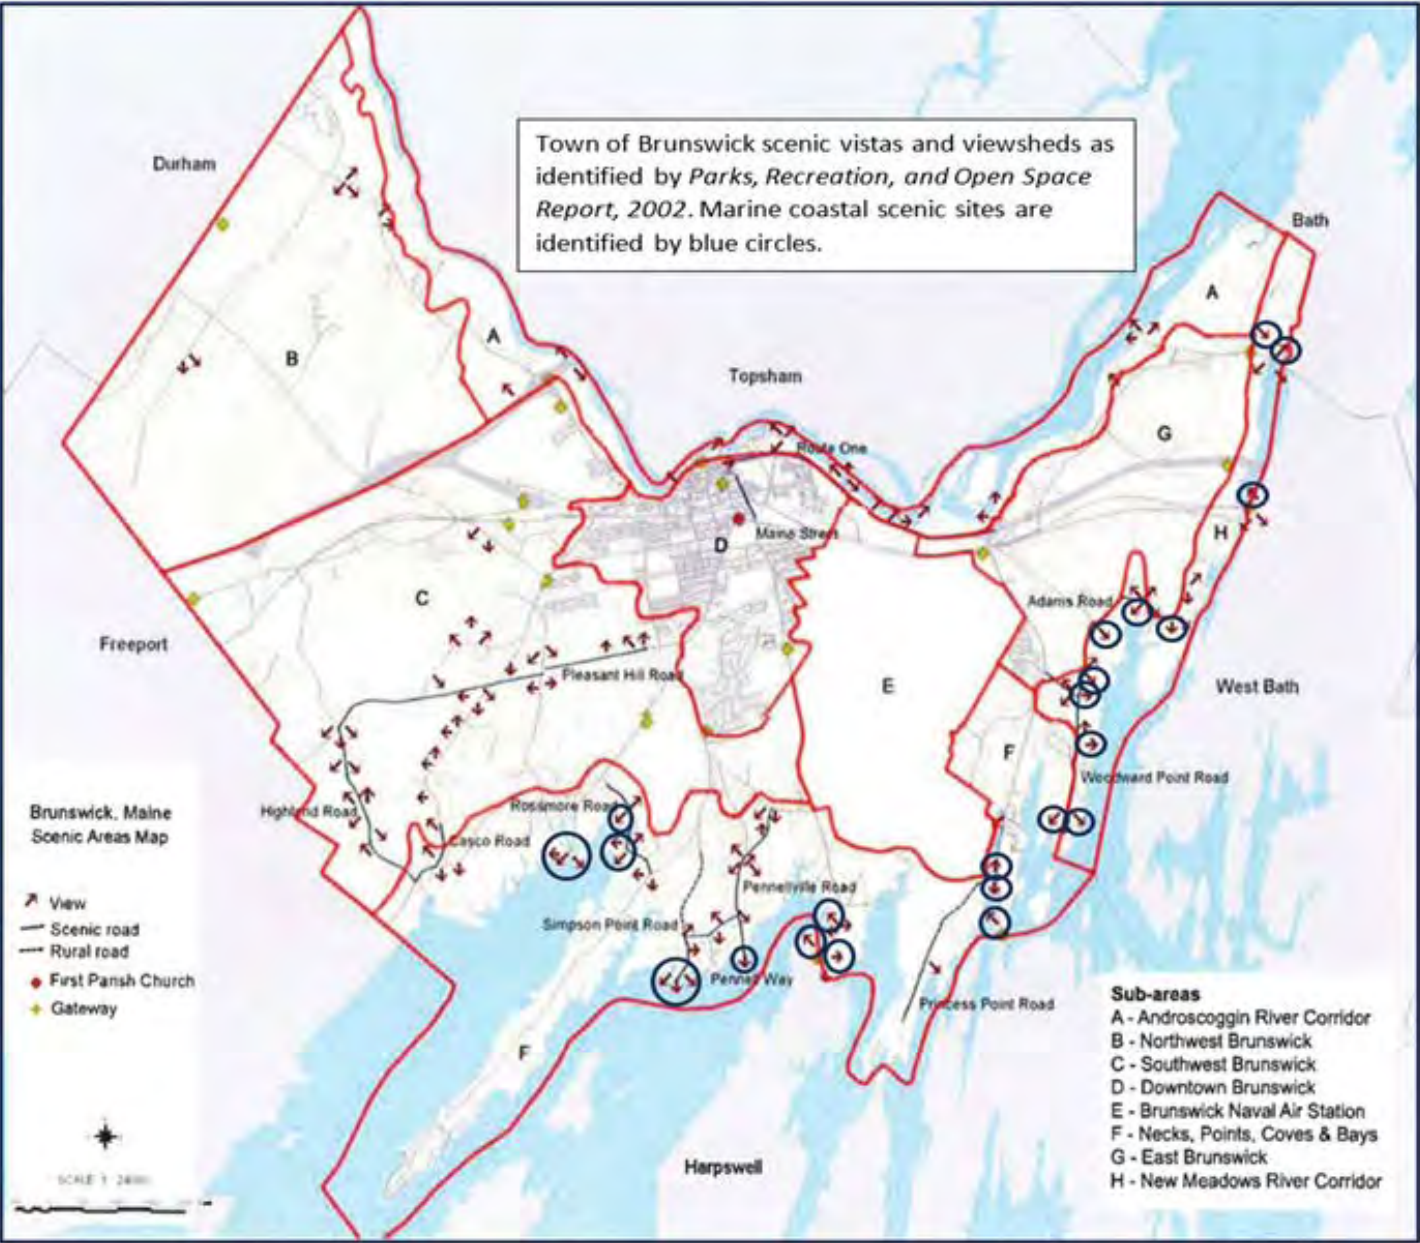 Town of Brunswick scenic vistas and viewsheds as
identified by Parks, Recreation, and Open Space
Report, 2002. Marine coastal scenic sites are
identified by blue circles.
Durham
Bath
A
B
A
Topsham
G
Route One
Maine Street
D
H
C
Adams Road
Freeport
Pleasant Hill Road
E
West Bath
F
Woodward Point Road
Brunswick, Maine
Scenic Areas Map
Highland Road
Rossmore Road
Casco Road
Pennellville Road
View
Scenic road
Rural road
First Parish Church
Gateway
Simpson Point Road
Pennell Way
Princess Point Road
F
Harpswell
SCALE 1: 24000
Sub-areas
A - Androscoggin River Corridor
B - Northwest Brunswick
C - Southwest Brunswick
D - Downtown Brunswick
E - Brunswick Naval Air Station
F - Necks, Points, Coves & Bays
G - East Brunswick
H - New Meadows River Corridor